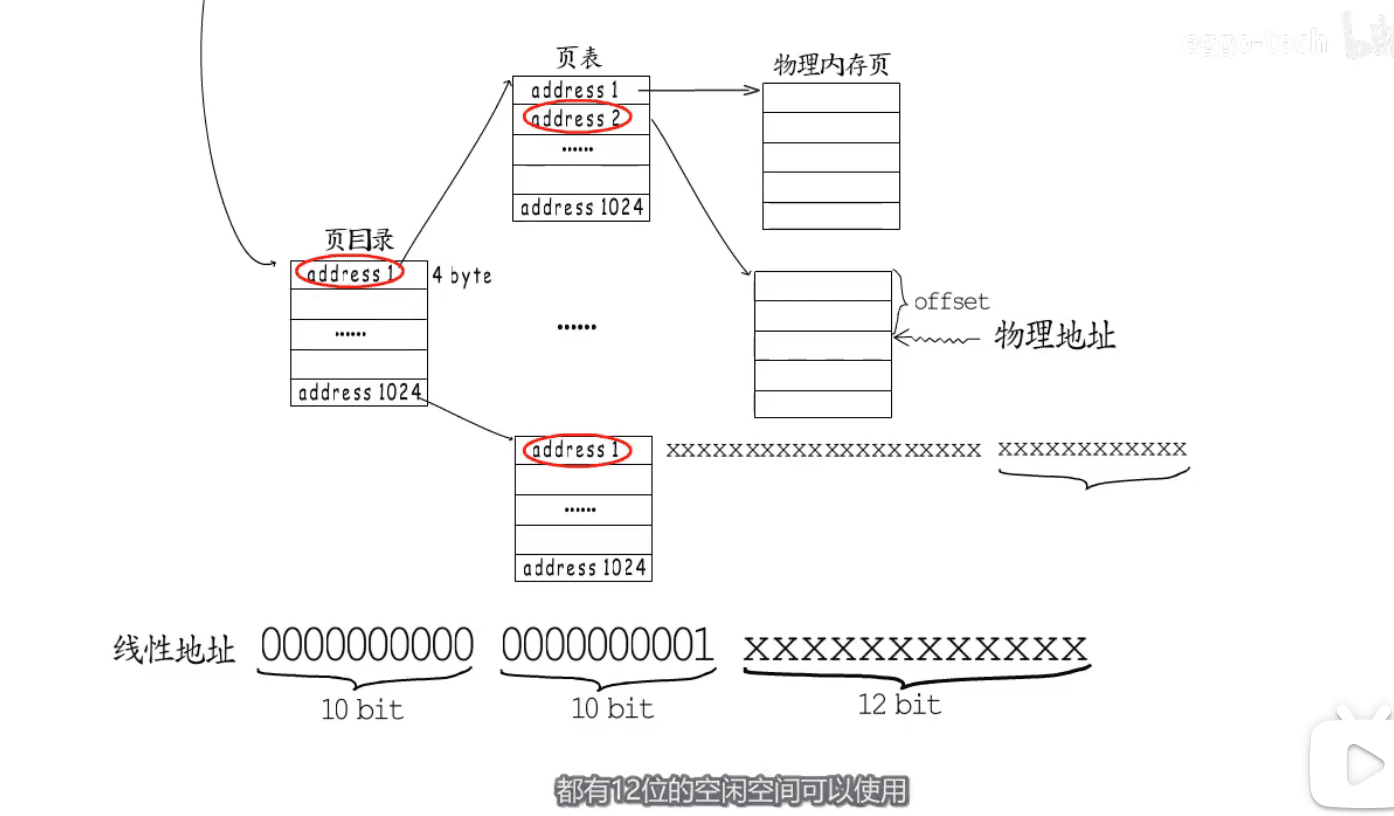 eggo-tech
页表
物理内存页
address 1
address 2
......
address 1024
页目录
address 1
4 byte
......
address 1024
......
offset
物理地址
address 1
xxxxxxxxxxxxxxxxxxxx xxxxxxxxxxxx
......
address 1024
线性地址 0000000000 0000000001 xxxxxxxxxxxx
10 bit 10 bit 12 bit
都有12位的空闲空间可以使用